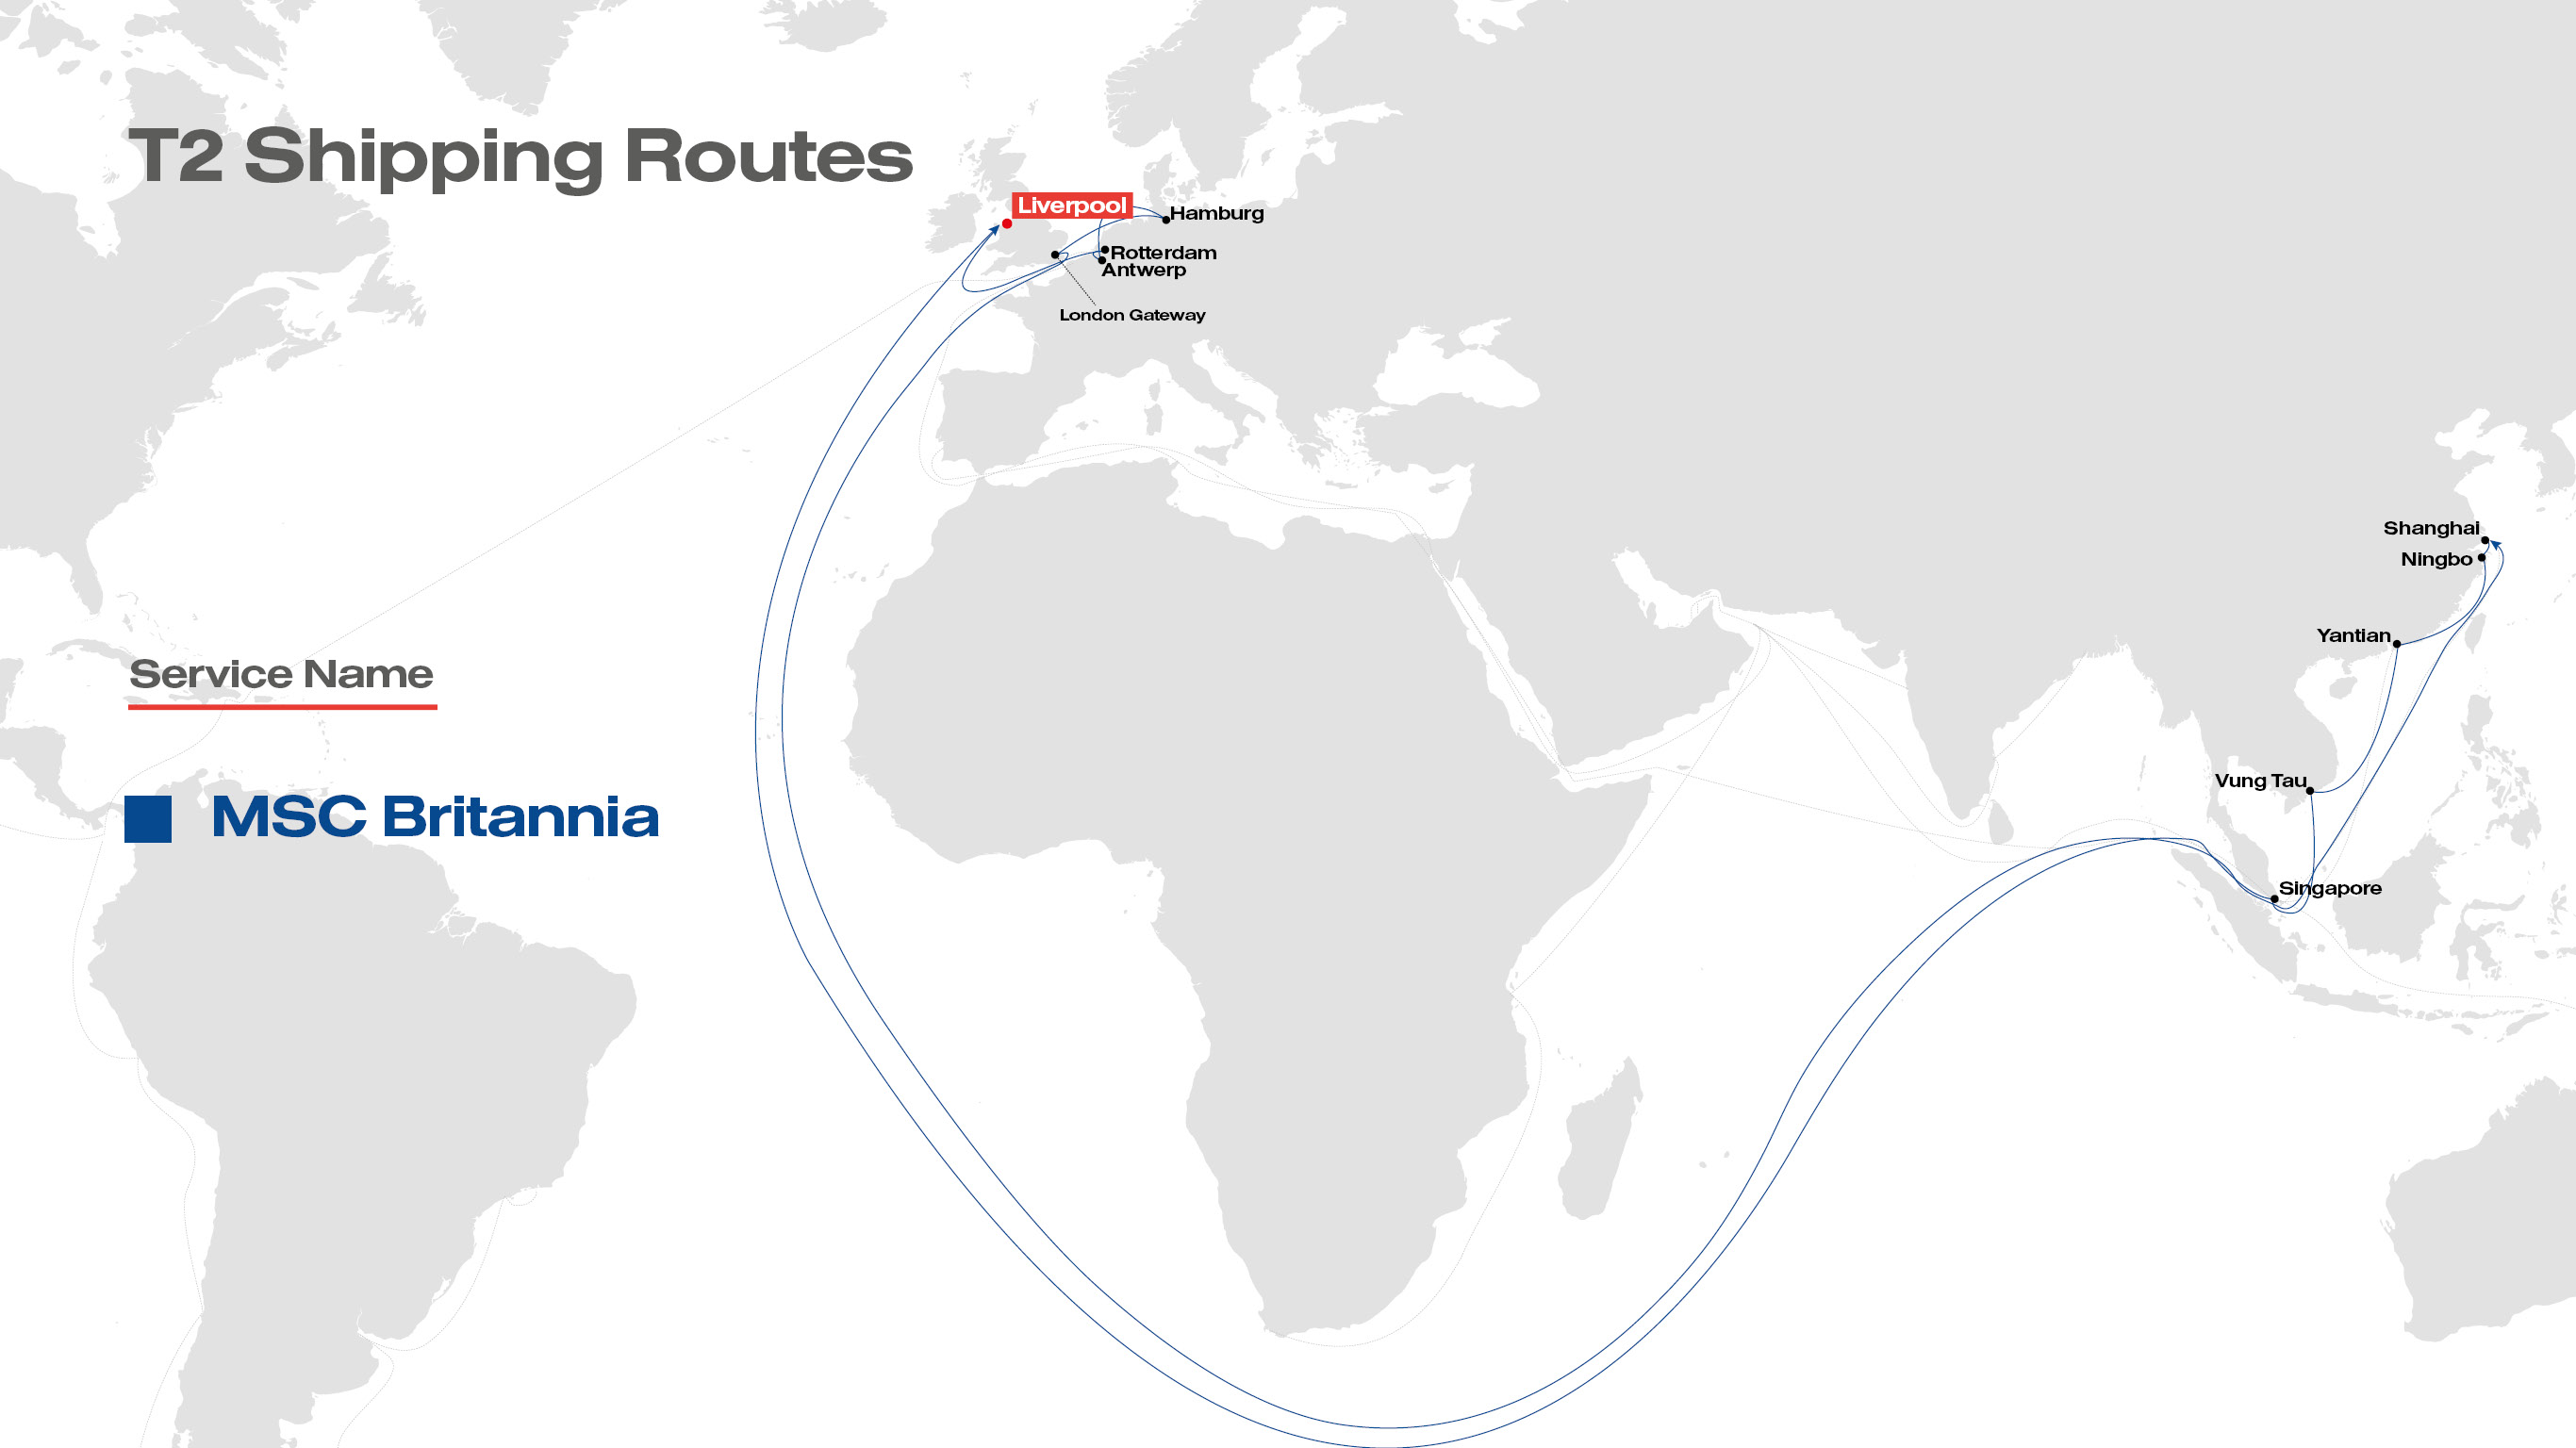 T2 Shipping Routes
Liverpool
Hamburg
Rotterdam
Antwerp
London Gateway
Shanghai
Ningbo
Yantian
Service Name
Vung Tau
MSC Britannia
Singapore